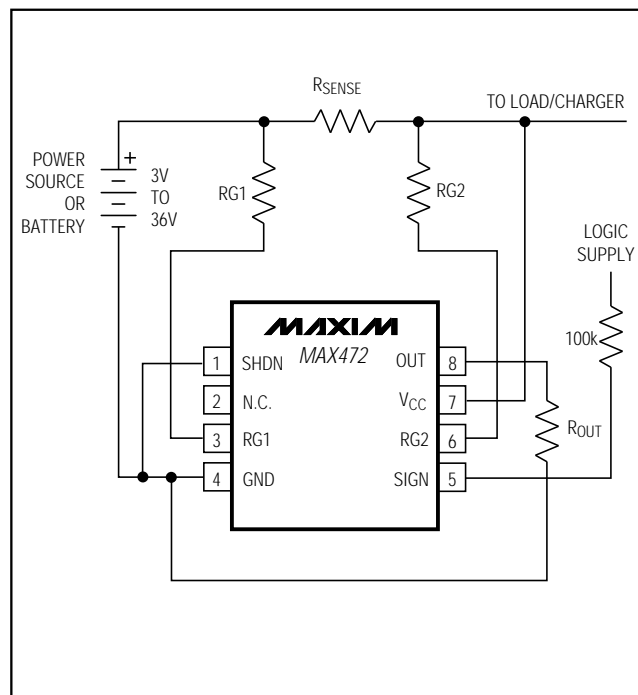 RSENSE
TO LOAD/CHARGER
POWER
SOURCE
OR
BATTERY
+
3V
TO
36V
RG1
RG2
LOGIC
SUPPLY
100k
MAXIM
MAX472
1 SHDN
2 N.C.
3 RG1
4 GND
OUT 8
VCC 7
RG2 6
SIGN 5
ROUT